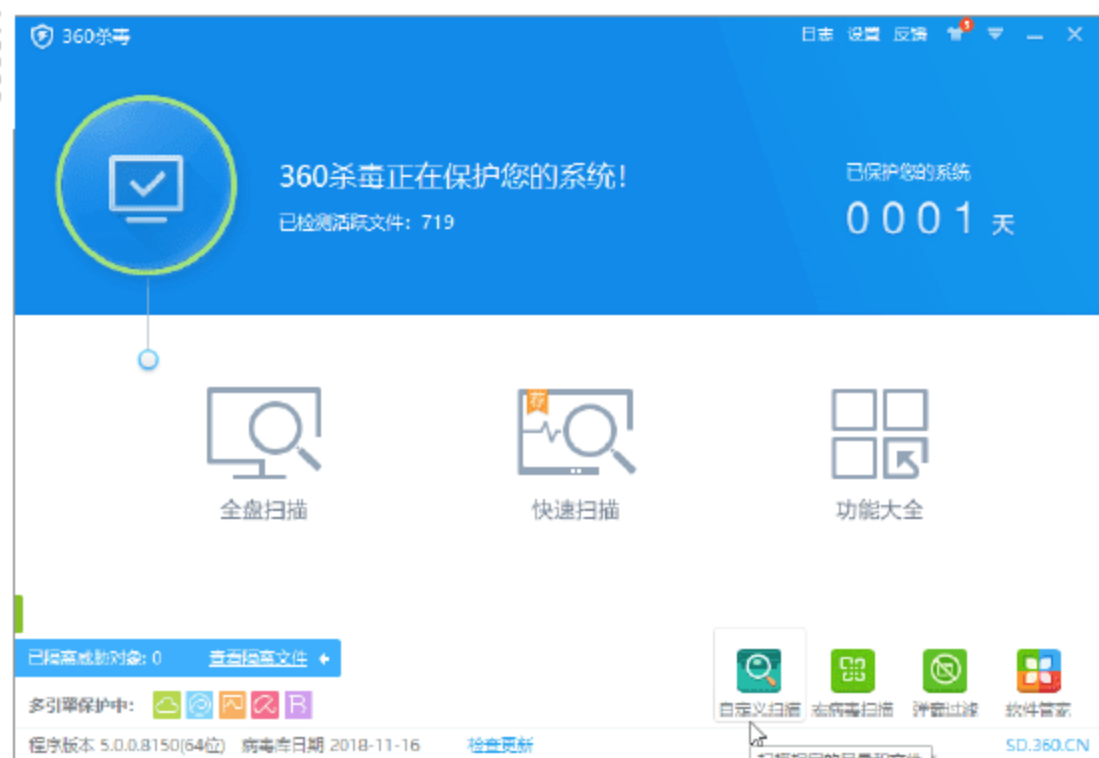 360杀毒
日志 设置 反馈
360杀毒正在保护您的系统!
已检测活跃文件: 719
已保护您的系统
0001 天
荐
全盘扫描 快速扫描 功能大全
已隔离威胁对象: 0 查看隔离文件
多引擎保护中:
自定义扫描 宏病毒扫描 弹窗过滤 软件管家
程序版本 5.0.0.8150(64位) 病毒库日期 2018-11-16 检查更新
SD.360.CN